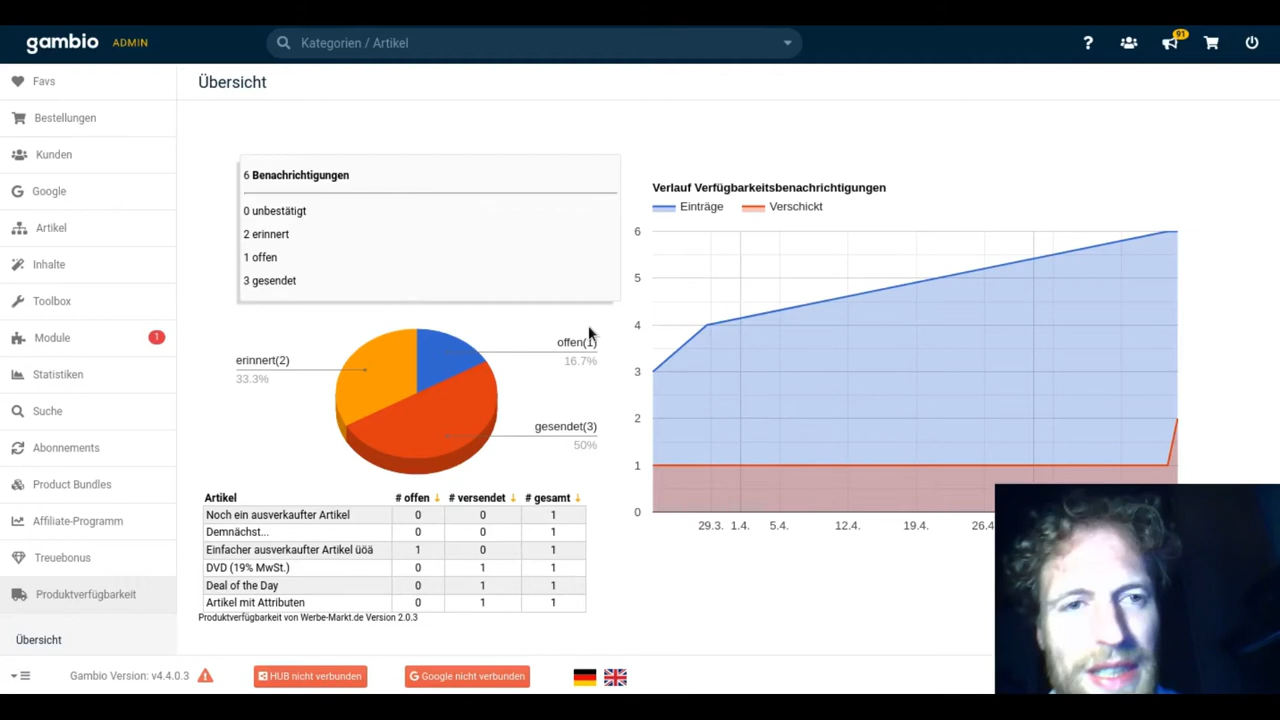 gambio ADMIN
Kategorien / Artikel
?
91
Favs
Bestellungen
Kunden
Google
Artikel
Inhalte
Toolbox
Module 1
Statistiken
Suche
Abonnements
Product Bundles
Affiliate-Programm
Treuebonus
Produktverfügbarkeit
Übersicht
Übersicht
6 Benachrichtigungen
0 unbestätigt
2 erinnert
1 offen
3 gesendet
offen(1)
16.7%
erinnert(2)
33.3%
gesendet(3)
50%
Artikel # offen ↓ # versendet ↓ # gesamt ↓
Noch ein ausverkaufter Artikel 0 0 1
Demnächst... 0 0 1
Einfacher ausverkaufter Artikel üöä 1 0 1
DVD (19% MwSt.) 0 1 1
Deal of the Day 0 1 1
Artikel mit Attributen 0 1 1
Produktverfügbarkeit von Werbe-Markt.de Version 2.0.3
Verlauf Verfügbarkeitsbenachrichtigungen
Einträge Verschickt
6
5
4
3
2
1
0
29.3. 1.4. 5.4. 12.4. 19.4. 26.4
Gambio Version: v4.4.0.3
HUB nicht verbunden
G Google nicht verbunden